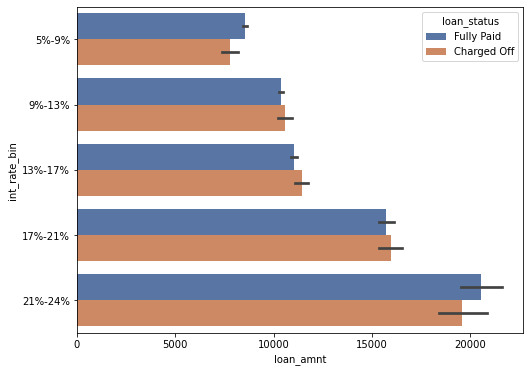 loan_status
Fully Paid
Charged Off
int_rate_bin
5%-9%
9%-13%
13%-17%
17%-21%
21%-24%
0 5000 10000 15000 20000
loan_amnt